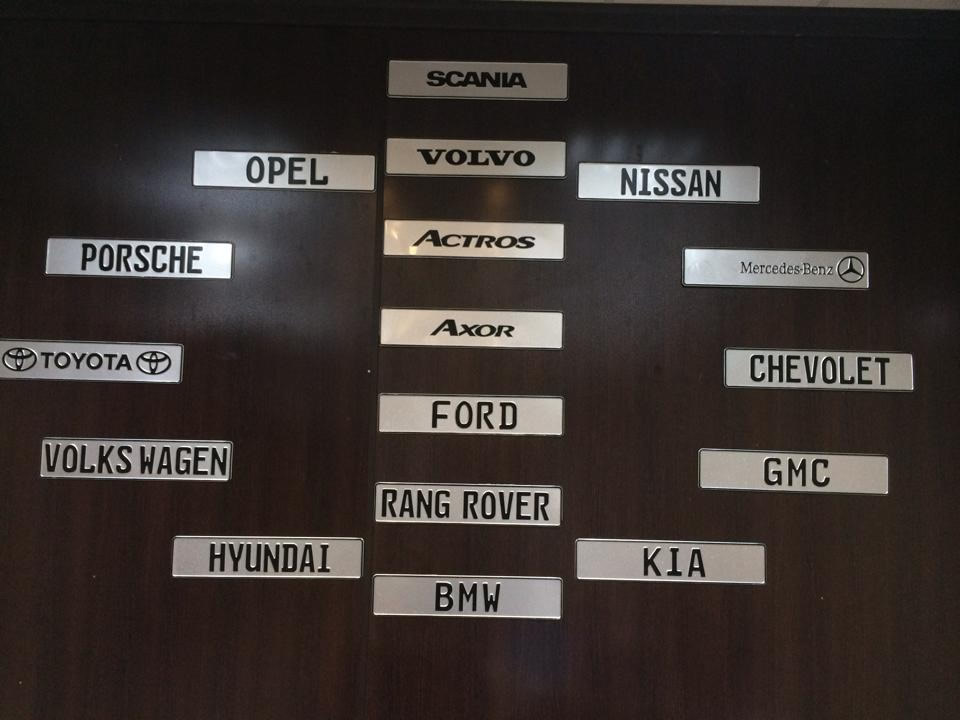 SCANIA
OPEL
VOLVO
NISSAN
PORSCHE
ACTROS
Mercedes-Benz
TOYOTA
AXOR
CHEVOLET
VOLKS WAGEN
FORD
GMC
RANG ROVER
HYUNDAI
KIA
BMW